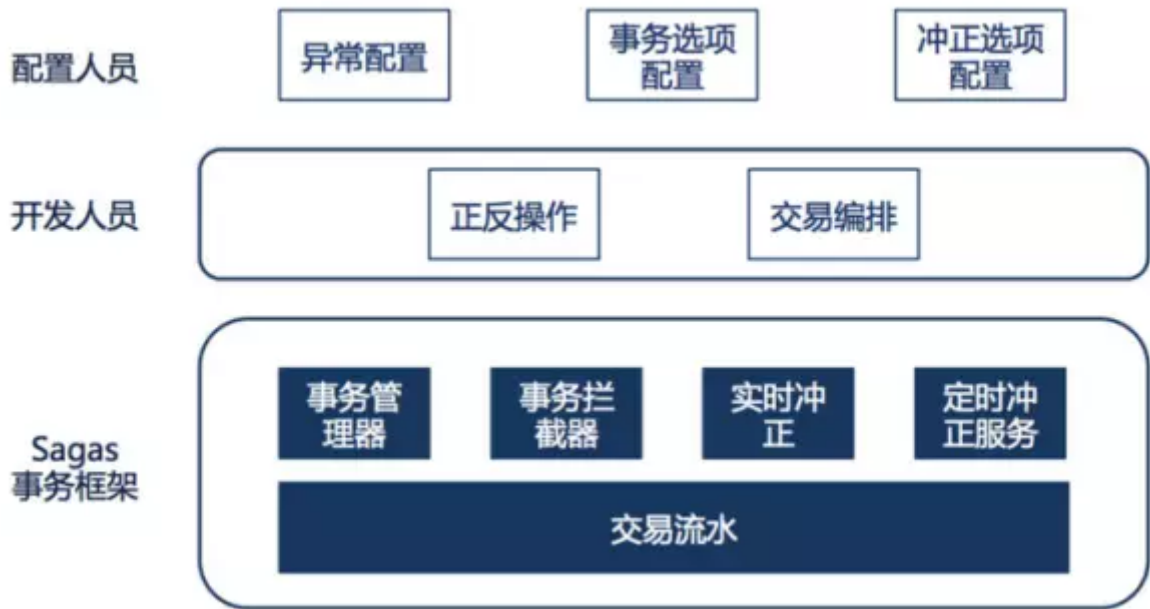 配置人员
异常配置
事务选项
配置
冲正选项
配置
开发人员
正反操作
交易编排
Sagas
事务框架
事务管
理器
事务拦
截器
实时冲
正
定时冲
正服务
交易流水